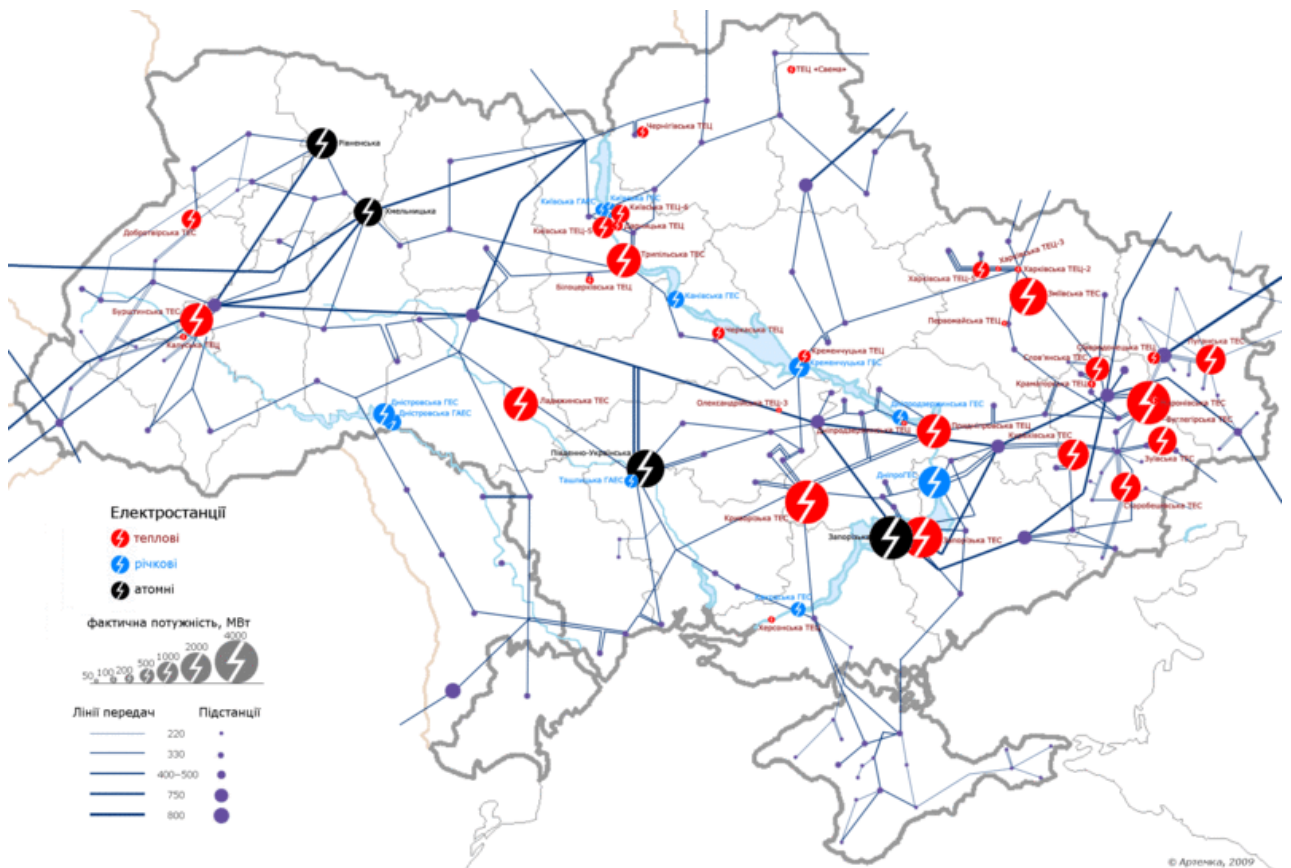 ТЕЦ «Свема»
Чернігівська ТЕЦ
Рівненська
Хмельницька
Київська ГАЕС
Київська ГЕС
Київська ТЕЦ-6
Київська ТЕЦ-5
Дарницька ТЕЦ
Добротвірська ТЕС
Трипільська ТЕС
Білоцерківська ТЕЦ
Харківська ТЕЦ-3
Харківська ТЕЦ-5
Харківська ТЕЦ-2
Зміївська ТЕС
Канівська ГЕС
Бурштинська ТЕС
Калуська ТЕЦ
Черкаська ТЕЦ
Первомайська ТЕЦ
Сєвєродонецька ТЕЦ
Луганська ТЕС
Кременчуцька ТЕЦ
Кременчуцька ГЕС
Слов'янська ТЕС
Краматорська ТЕЦ
Ладижинська ТЕС
Олександрійська ТЕЦ-3
Дніпродзержинська ГЕС
Вуглегірська ТЕС
Дністровська ГЕС
Дністровська ГАЕС
Дніпродзержинська ТЕЦ
Придніпровська ТЕЦ
Курахівська ТЕС
Зуївська ТЕС
Південно-Українська
Ташлицька ГАЕС
ДніпроГЕС
Криворізька ТЕС
Старобешевська ТЕС
Запорізька
Запорізька ТЕС
Каховська ГЕС
Херсонська ТЕЦ
Електростанції
теплові
річкові
атомні
фактична потужність, МВт
50 100 200 500 1000 2000 4000
Лінії передач Підстанції
220
330
400–500
750
800
© Артечка, 2009